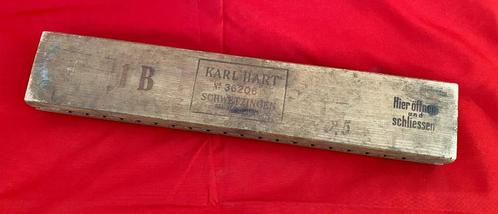 B
KARL HART
No 36206
SCHWETZINGEN
Hier öffnen
und
schliessen